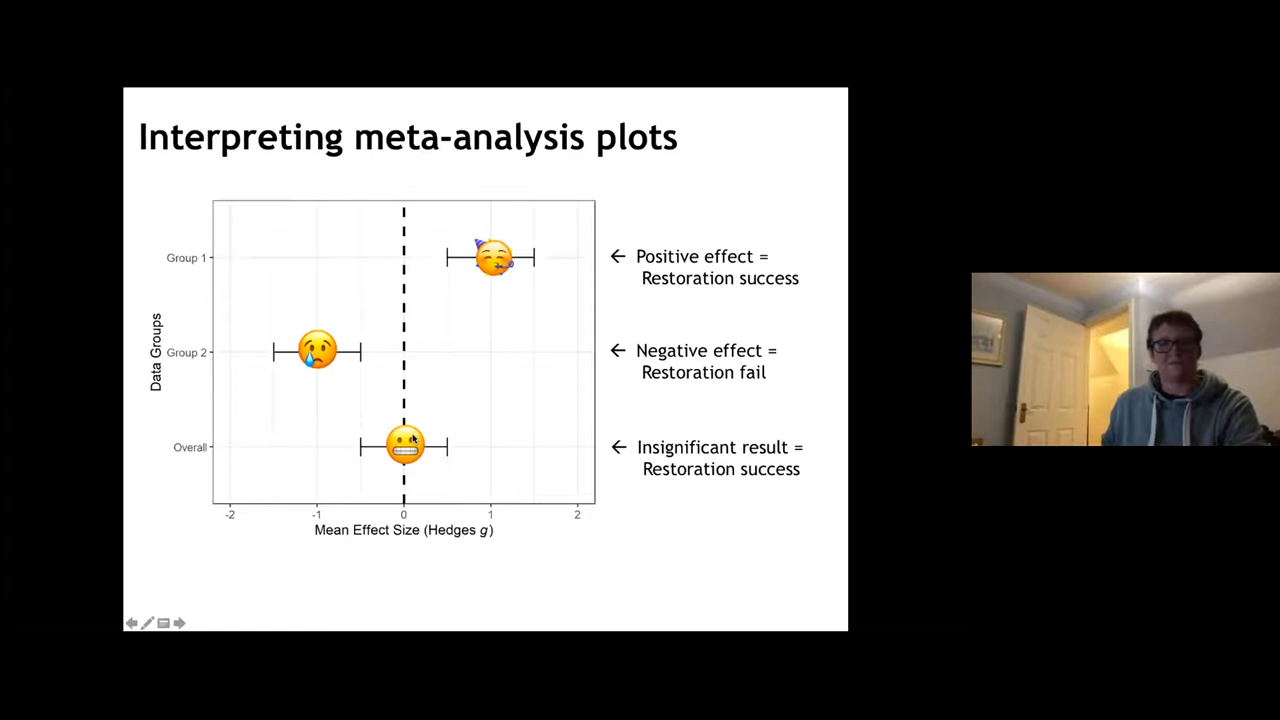 Interpreting meta-analysis plots
Group 1
← Positive effect =
Restoration success
Data Groups
Group 2
← Negative effect =
Restoration fail
Overall
← Insignificant result =
Restoration success
-2 -1 0 1 2
Mean Effect Size (Hedges g)